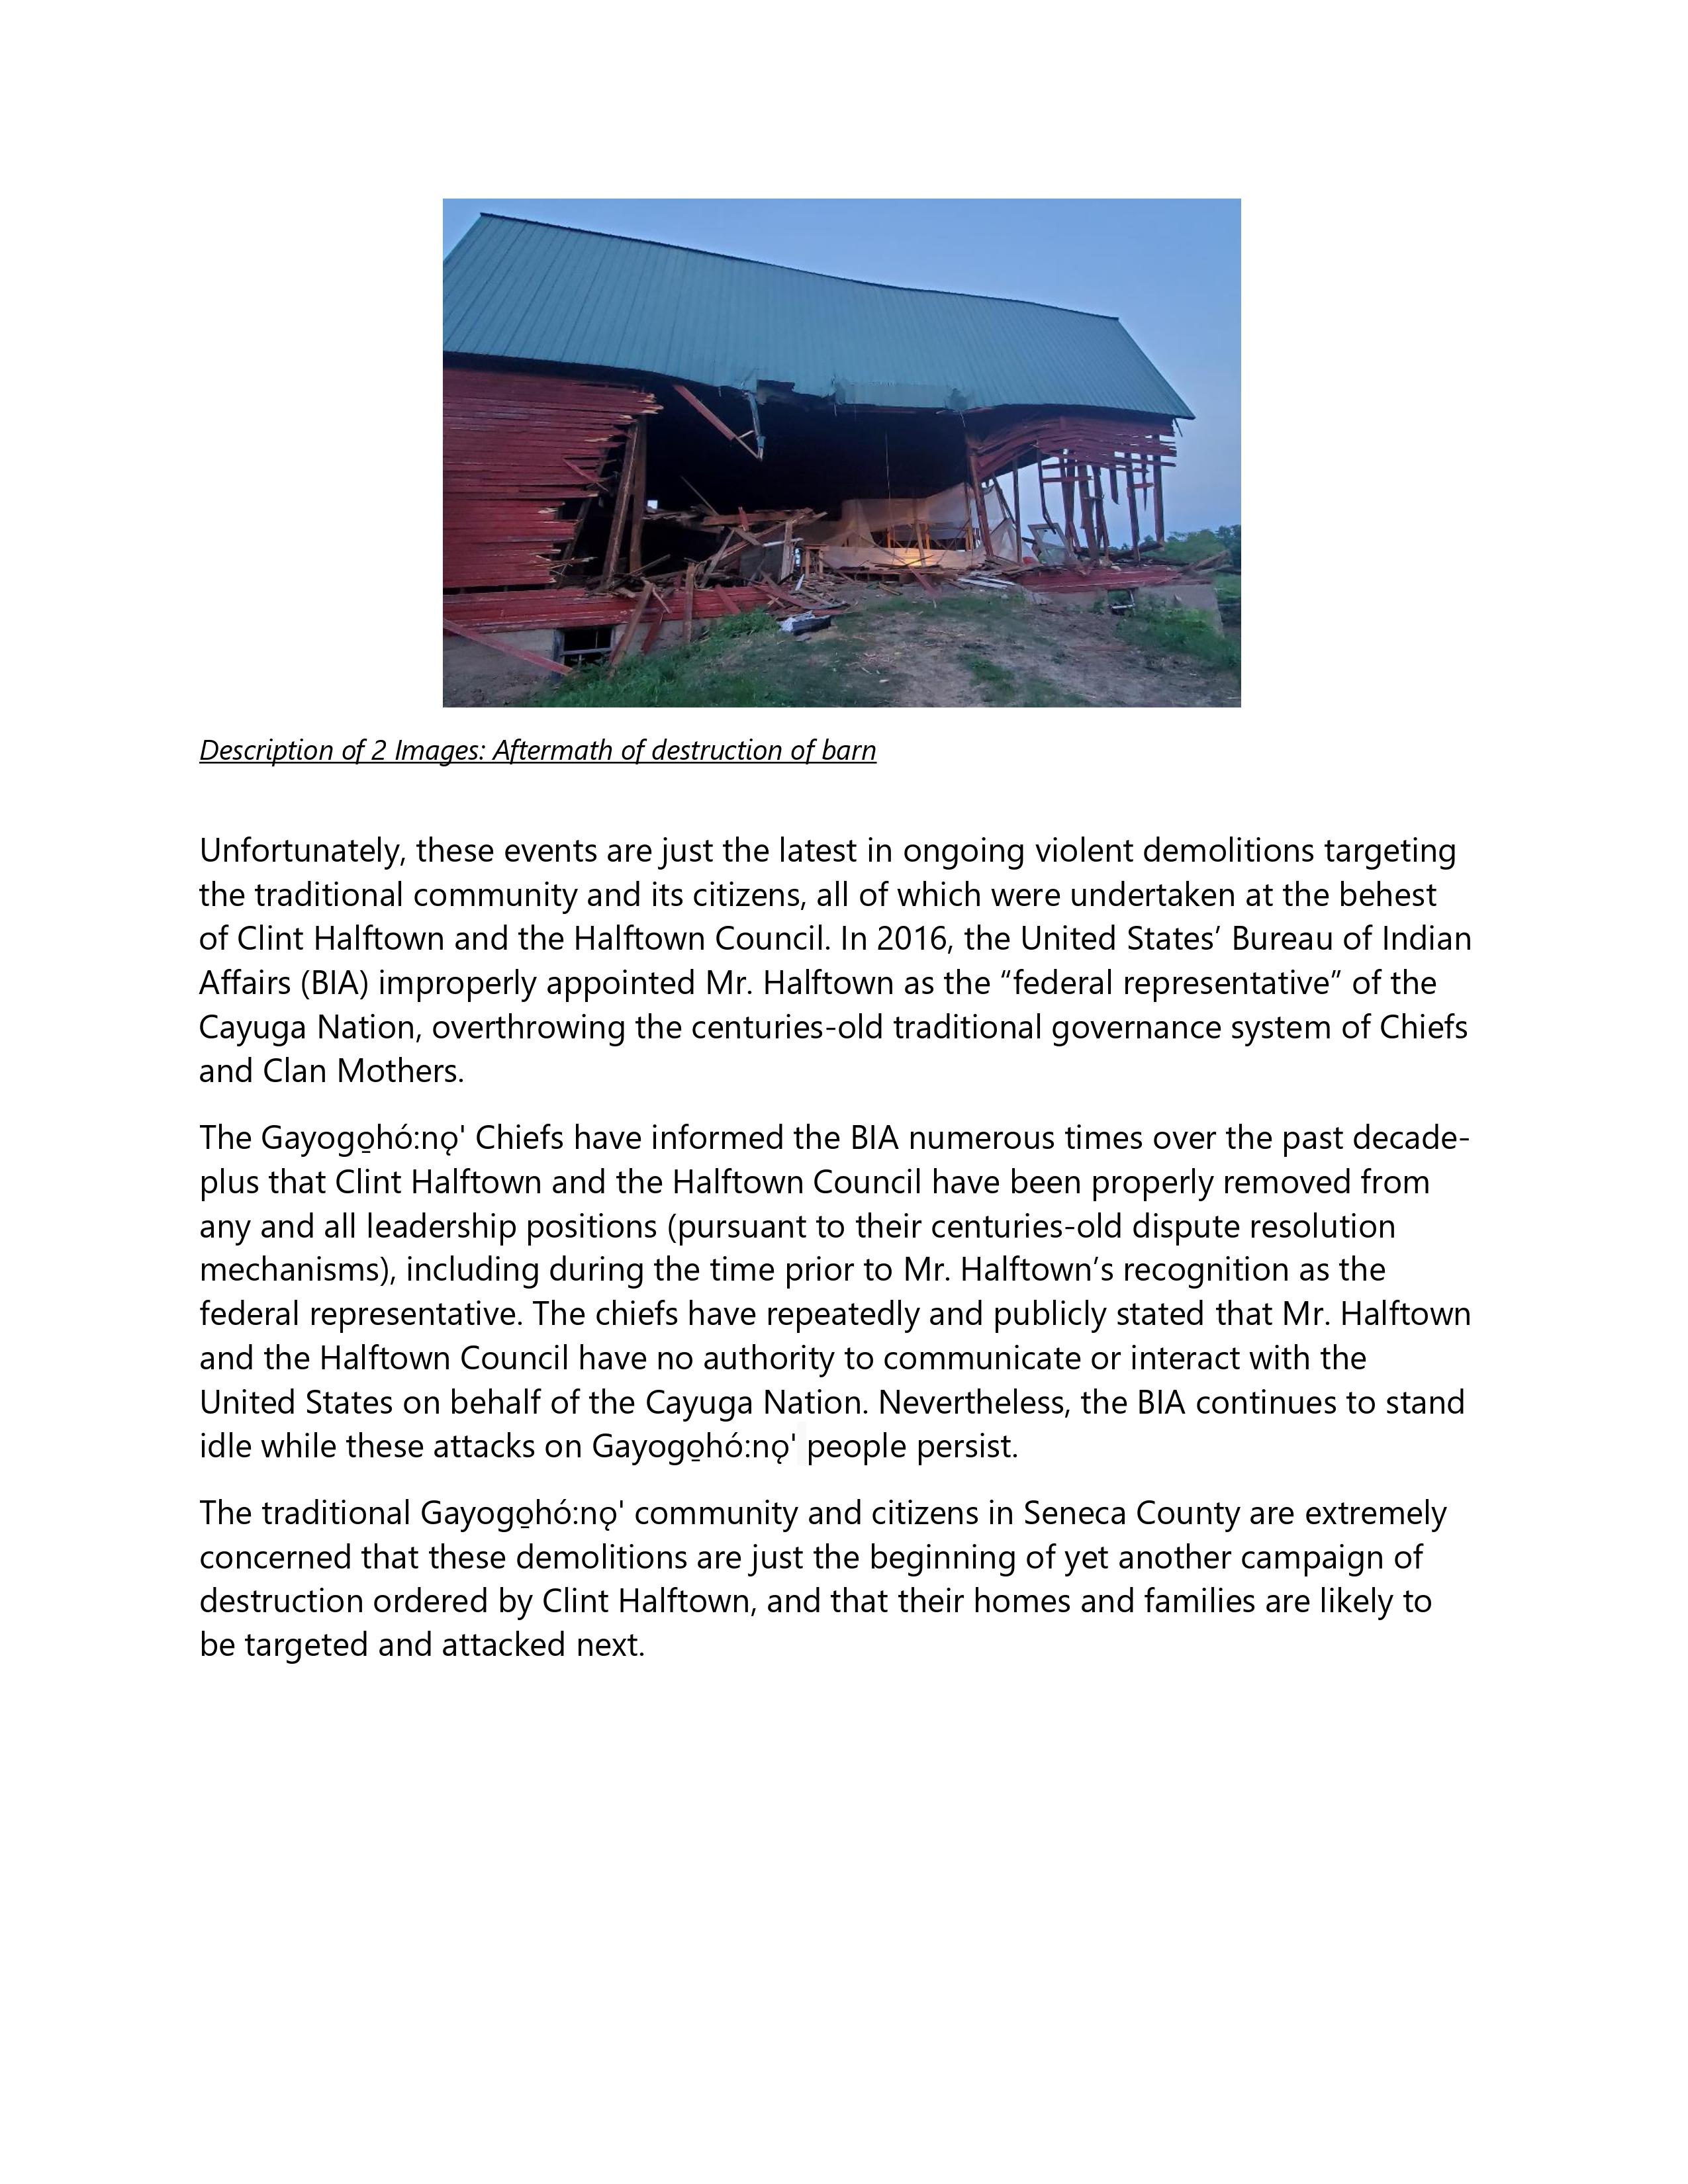 Description of 2 Images: Aftermath of destruction of barn
Unfortunately, these events are just the latest in ongoing violent demolitions targeting
the traditional community and its citizens, all of which were undertaken at the behest
of Clint Halftown and the Halftown Council. In 2016, the United States’ Bureau of Indian
Affairs (BIA) improperly appointed Mr. Halftown as the “federal representative” of the
Cayuga Nation, overthrowing the centuries-old traditional governance system of Chiefs
and Clan Mothers.
The Gayogo̱hó:nǫ' Chiefs have informed the BIA numerous times over the past decade-
plus that Clint Halftown and the Halftown Council have been properly removed from
any and all leadership positions (pursuant to their centuries-old dispute resolution
mechanisms), including during the time prior to Mr. Halftown’s recognition as the
federal representative. The chiefs have repeatedly and publicly stated that Mr. Halftown
and the Halftown Council have no authority to communicate or interact with the
United States on behalf of the Cayuga Nation. Nevertheless, the BIA continues to stand
idle while these attacks on Gayogo̱hó:nǫ' people persist.
The traditional Gayogo̱hó:nǫ' community and citizens in Seneca County are extremely
concerned that these demolitions are just the beginning of yet another campaign of
destruction ordered by Clint Halftown, and that their homes and families are likely to
be targeted and attacked next.